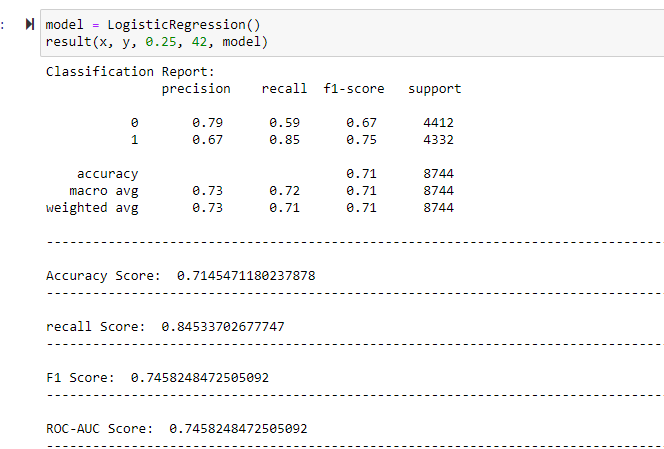 : model = LogisticRegression()
result(x, y, 0.25, 42, model)
Classification Report:
precision recall f1-score support
0 0.79 0.59 0.67 4412
1 0.67 0.85 0.75 4332
accuracy 0.71 8744
macro avg 0.73 0.72 0.71 8744
weighted avg 0.73 0.71 0.71 8744
--------------------------------------------------------------------------------
Accuracy Score: 0.7145471180237878
--------------------------------------------------------------------------------
recall Score: 0.84533702677747
--------------------------------------------------------------------------------
F1 Score: 0.7458248472505092
--------------------------------------------------------------------------------
ROC-AUC Score: 0.7458248472505092
--------------------------------------------------------------------------------